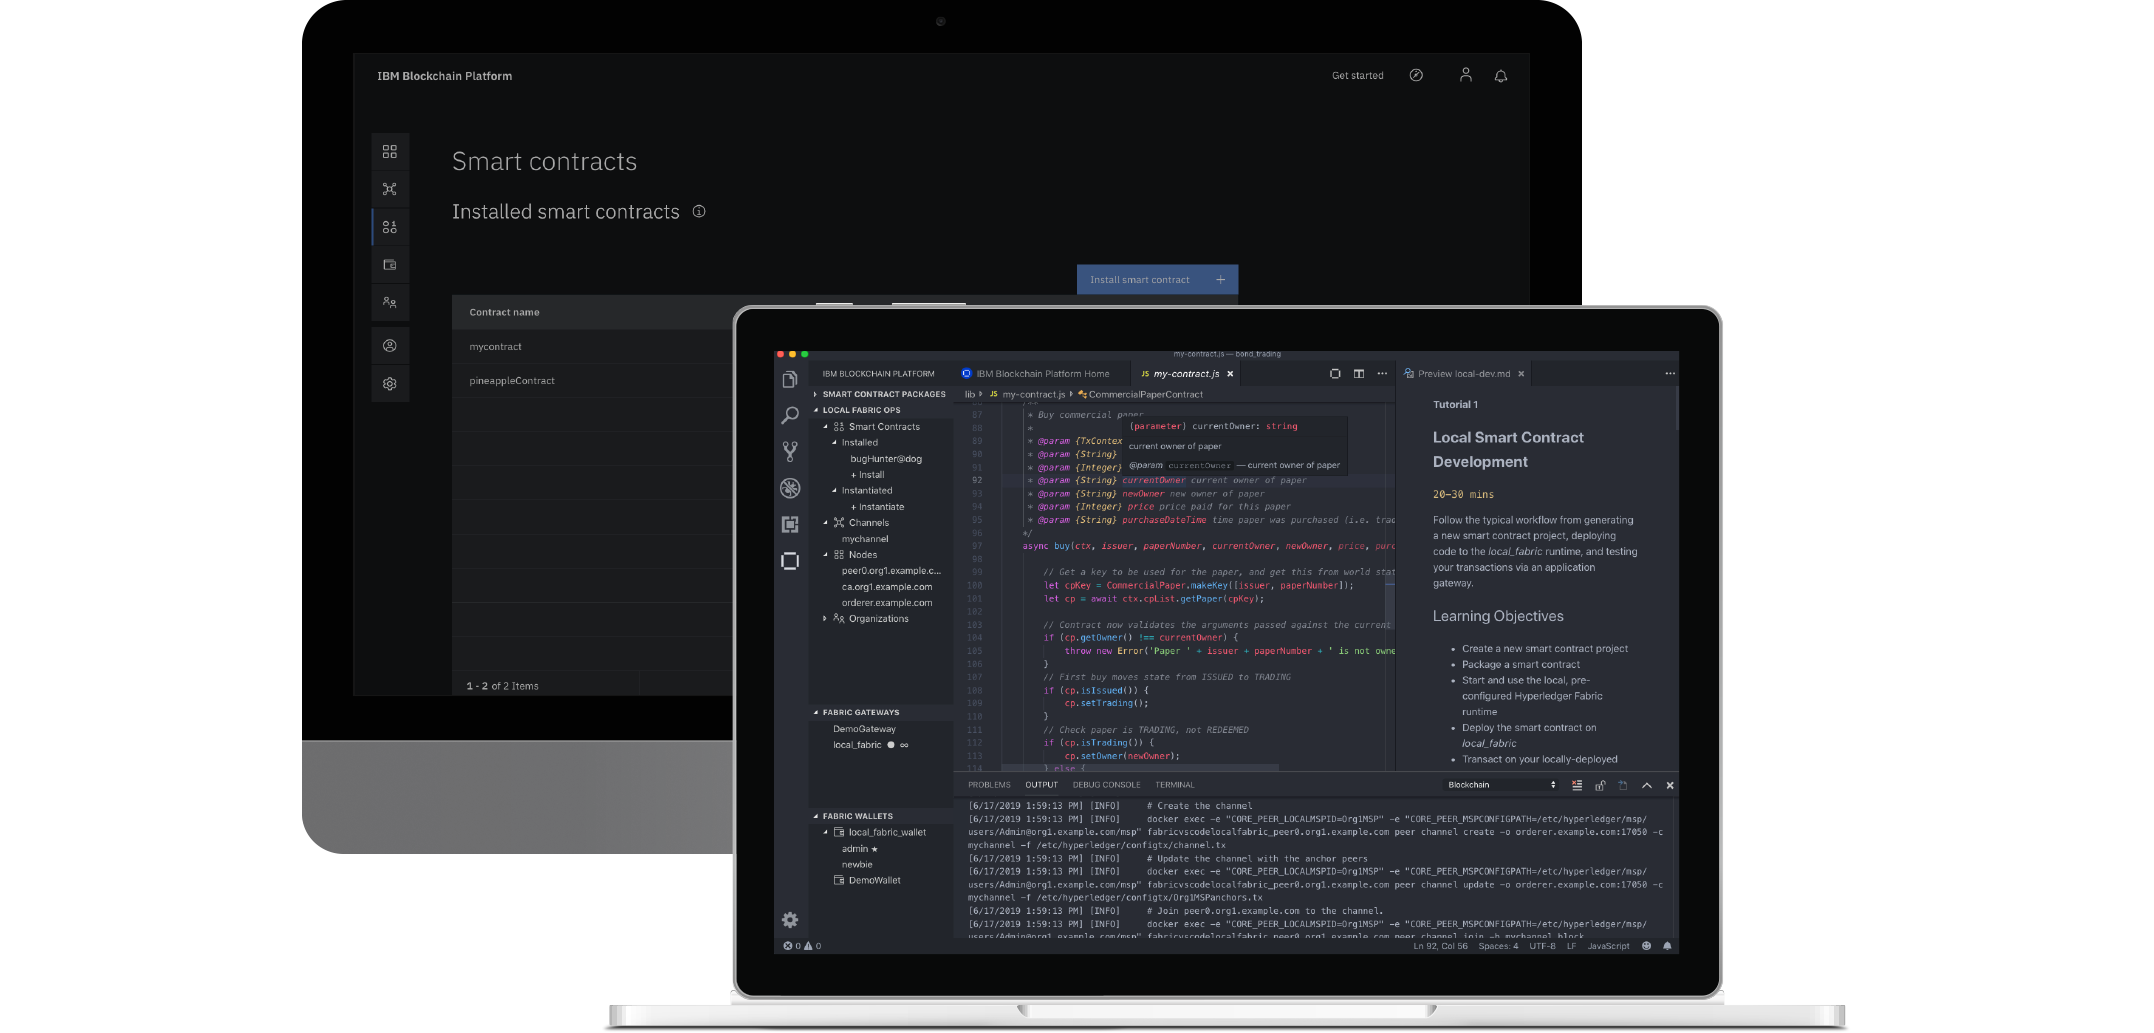 IBM Blockchain Platform
Get started
Smart contracts
Installed smart contracts
Install smart contract
Contract name
mycontract
pineappleContract
1 - 2 of 2 Items
my-contract.js — bond_trading
IBM BLOCKCHAIN PLATFORM
SMART CONTRACT PACKAGES
LOCAL FABRIC OPS
Smart Contracts
Installed
bugHunter@dog
+ Install
Instantiated
+ Instantiate
Channels
mychannel
Nodes
peer0.org1.example.c...
ca.org1.example.com
orderer.example.com
Organizations
FABRIC GATEWAYS
DemoGateway
local_fabric
FABRIC WALLETS
local_fabric_wallet
admin ★
newbie
DemoWallet
IBM Blockchain Platform Home
JS my-contract.js
lib JS my-contract.js CommercialPaperContract
87 * Buy commercial paper
88 *
89 * @param {TxContex
90 * @param {String}
91 * @param {Integer}
92 * @param {String} currentOwner current owner of paper
93 * @param {String} newOwner new owner of paper
94 * @param {Integer} price price paid for this paper
95 * @param {String} purchaseDateTime time paper was purchased (i.e. trad
96 */
97 async buy(ctx, issuer, paperNumber, currentOwner, newOwner, price, purc
98
99 // Get a key to be used for the paper, and get this from world stat
100 let cpKey = CommercialPaper.makeKey([issuer, paperNumber]);
101 let cp = await ctx.cpList.getPaper(cpKey);
102
103 // Contract now validates the arguments passed against the current
104 if (cp.getOwner() !== currentOwner) {
105 throw new Error('Paper ' + issuer + paperNumber + ' is not owne
106 }
107 // First buy moves state from ISSUED to TRADING
108 if (cp.isIssued()) {
109 cp.setTrading();
110 }
111 // Check paper is TRADING, not REDEEMED
112 if (cp.isTrading()) {
113 cp.setOwner(newOwner);
114 } else {
(parameter) currentOwner: string
current owner of paper
@param currentOwner — current owner of paper
Preview local-dev.md
Tutorial 1
Local Smart Contract
Development
20–30 mins
Follow the typical workflow from generating
a new smart contract project, deploying
code to the local_fabric runtime, and testing
your transactions via an application
gateway.
Learning Objectives
• Create a new smart contract project
• Package a smart contract
• Start and use the local, pre-
configured Hyperledger Fabric
runtime
• Deploy the smart contract on
local_fabric
• Transact on your locally-deployed
PROBLEMS OUTPUT DEBUG CONSOLE TERMINAL
Blockchain
[6/17/2019 1:59:13 PM] [INFO] # Create the channel
[6/17/2019 1:59:13 PM] [INFO] docker exec -e "CORE_PEER_LOCALMSPID=Org1MSP" -e "CORE_PEER_MSPCONFIGPATH=/etc/hyperledger/msp/
users/Admin@org1.example.com/msp" fabricvscodelocalfabric_peer0.org1.example.com peer channel create -o orderer.example.com:17050 -c
mychannel -f /etc/hyperledger/configtx/channel.tx
[6/17/2019 1:59:13 PM] [INFO] # Update the channel with the anchor peers
[6/17/2019 1:59:13 PM] [INFO] docker exec -e "CORE_PEER_LOCALMSPID=Org1MSP" -e "CORE_PEER_MSPCONFIGPATH=/etc/hyperledger/msp/
users/Admin@org1.example.com/msp" fabricvscodelocalfabric_peer0.org1.example.com peer channel update -o orderer.example.com:17050 -c
mychannel -f /etc/hyperledger/configtx/Org1MSPanchors.tx
[6/17/2019 1:59:13 PM] [INFO] # Join peer0.org1.example.com to the channel.
[6/17/2019 1:59:13 PM] [INFO] docker exec -e "CORE_PEER_LOCALMSPID=Org1MSP" -e "CORE_PEER_MSPCONFIGPATH=/etc/hyperledger/msp/
users/Admin@org1.example.com/msp" fabricvscodelocalfabric_peer0.org1.example.com peer channel join -b mychannel.block
0 0
Ln 92, Col 56 Spaces: 4 UTF-8 LF JavaScript